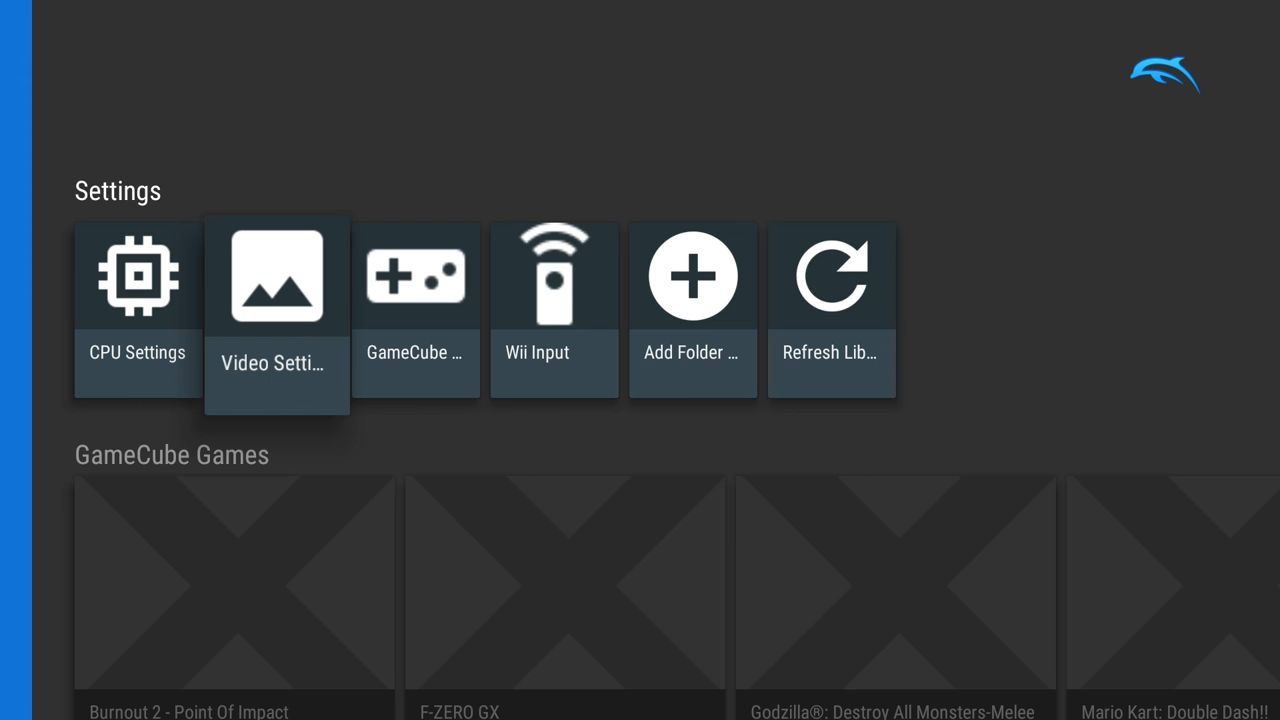 Settings
CPU Settings
Video Setti...
GameCube ...
Wii Input
Add Folder ...
Refresh Lib...
GameCube Games
Burnout 2 - Point Of Impact
F-ZERO GX
Godzilla®: Destroy All Monsters-Melee
Mario Kart: Double Dash!!